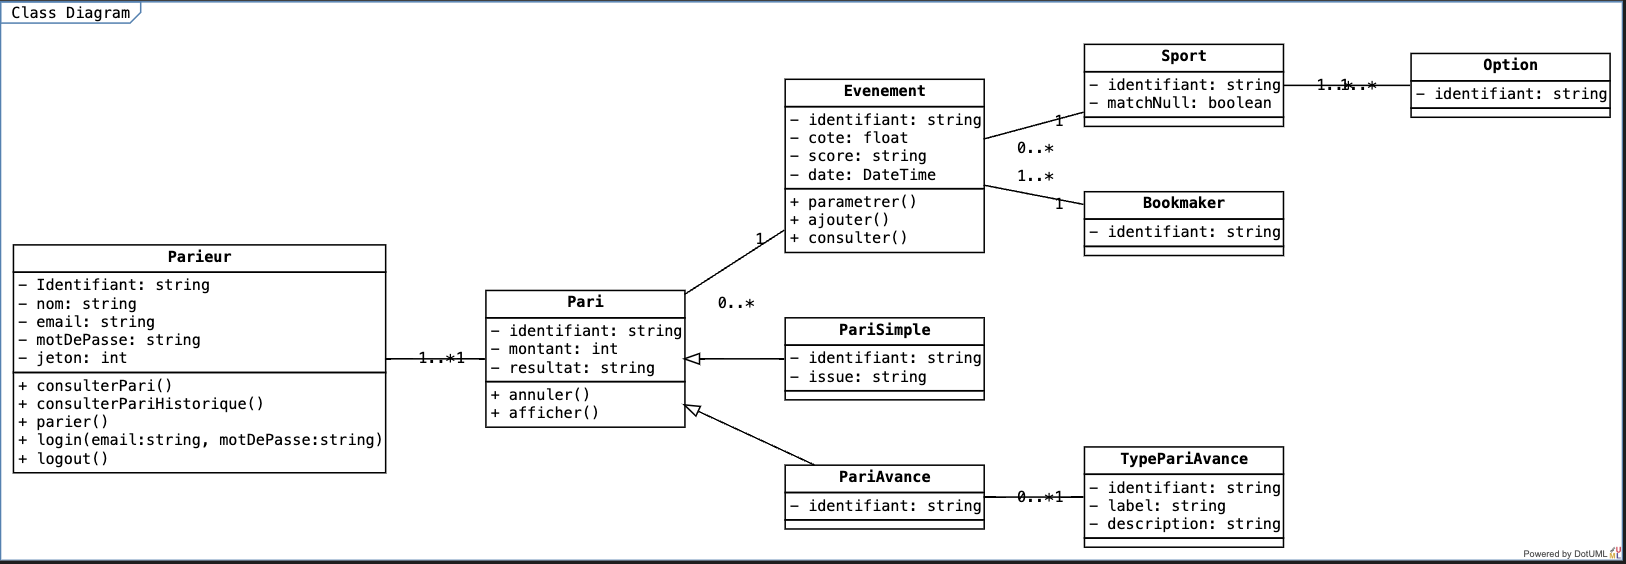 Class Diagram
Sport
- identifiant: string
- matchNull: boolean
Option
- identifiant: string
Evenement
- identifiant: string
- cote: float
- score: string
- date: DateTime
+ parametrer()
+ ajouter()
+ consulter()
1
0..*
1..*
1
Bookmaker
- identifiant: string
Parieur
- Identifiant: string
- nom: string
- email: string
- motDePasse: string
- jeton: int
+ consulterPari()
+ consulterPariHistorique()
+ parier()
+ login(email:string, motDePasse:string)
+ logout()
1..*1
Pari
- identifiant: string
- montant: int
- resultat: string
+ annuler()
+ afficher()
1
0..*
PariSimple
- identifiant: string
- issue: string
PariAvance
- identifiant: string
0..*1
TypePariAvance
- identifiant: string
- label: string
- description: string
Powered by DotUML